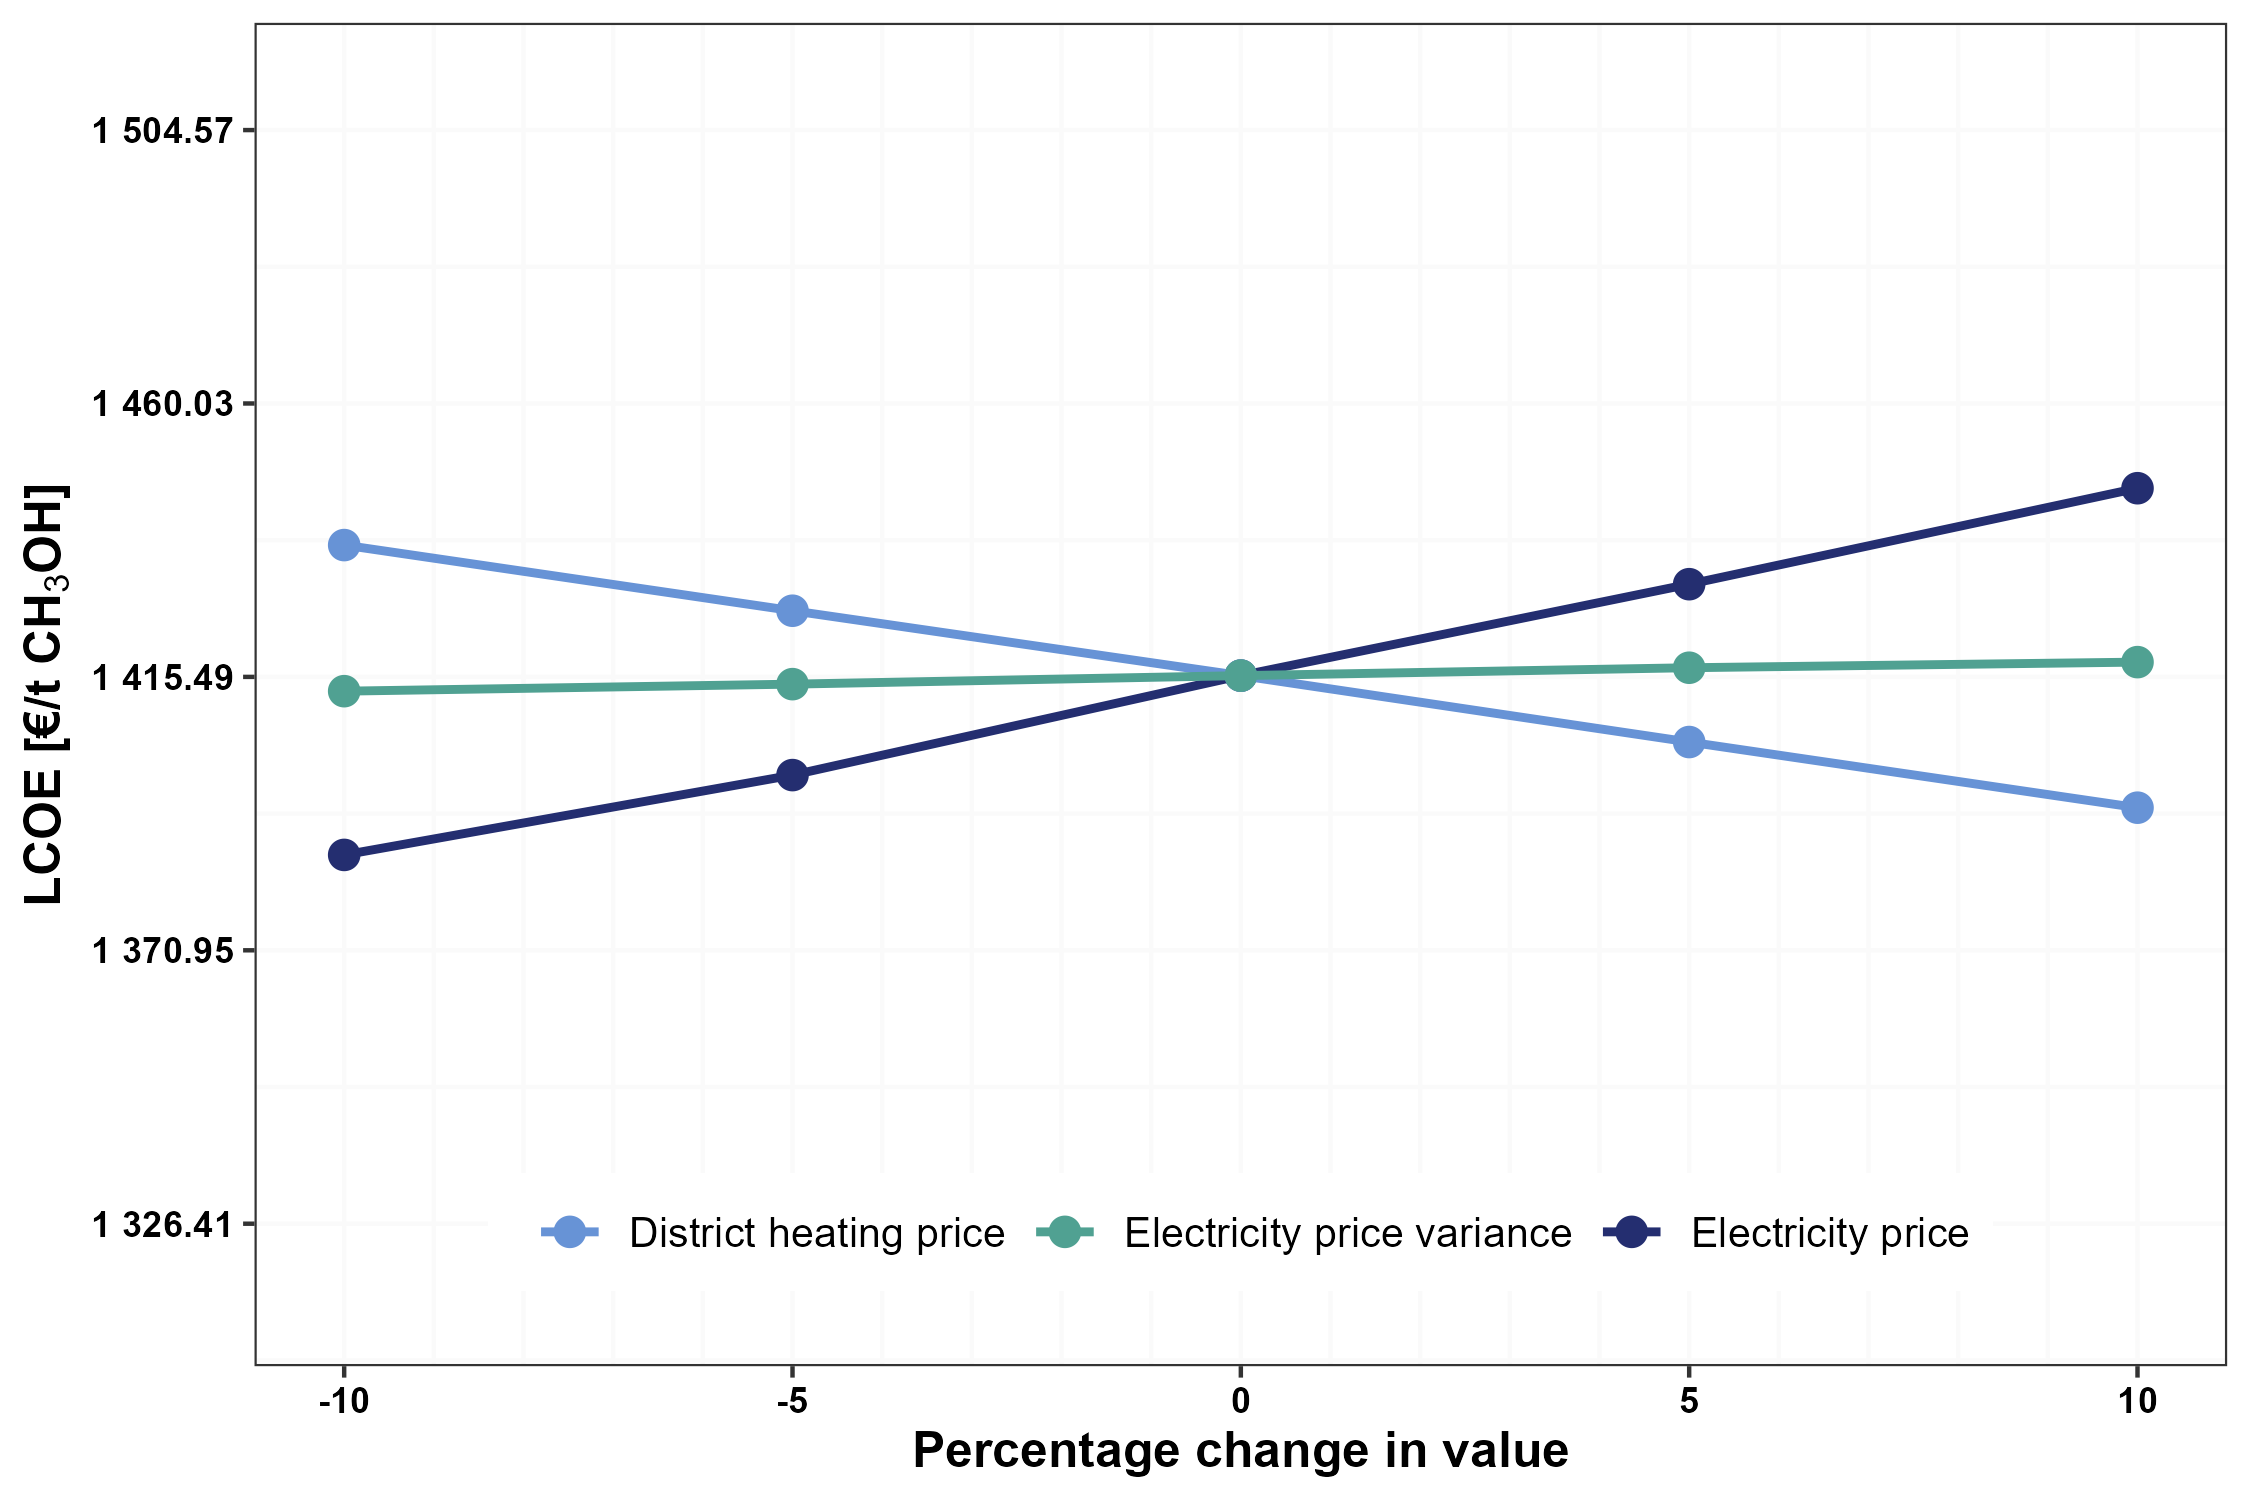 1 504.57
1 460.03
1 415.49
1 370.95
1 326.41
LCOE [€/t CH₃OH]
District heating price
Electricity price variance
Electricity price
-10
-5
0
5
10
Percentage change in value